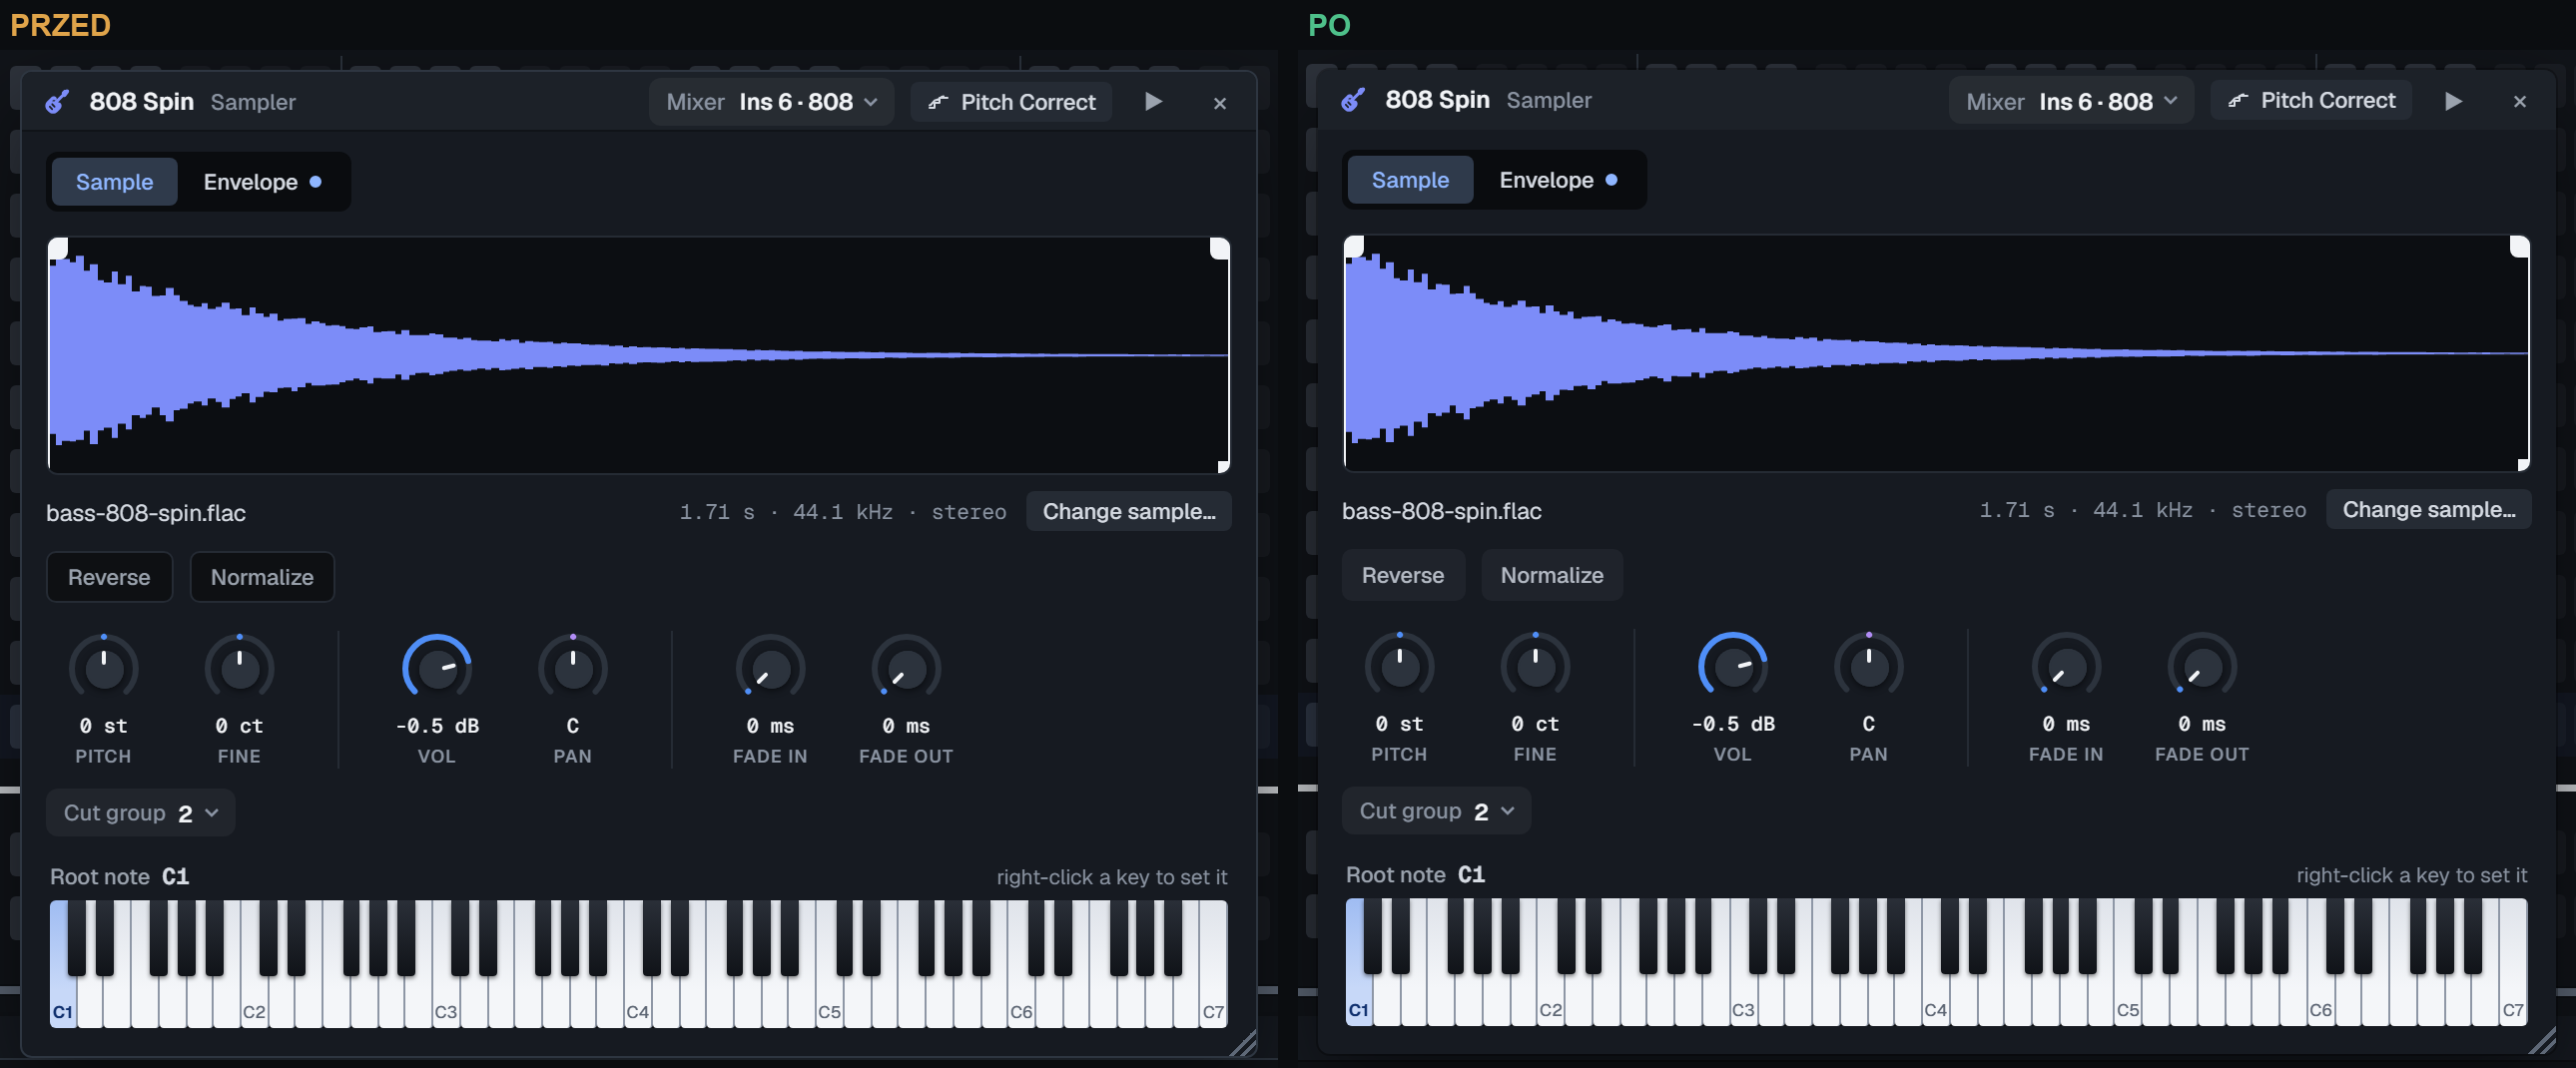 PRZED
808 Spin Sampler Mixer Ins 6 · 808 Pitch Correct
Sample Envelope
bass-808-spin.flac 1.71 s · 44.1 kHz · stereo Change sample...
Reverse Normalize
0 st 0 ct -0.5 dB C 0 ms 0 ms
PITCH FINE VOL PAN FADE IN FADE OUT
Cut group 2
Root note C1 right-click a key to set it
C1 C2 C3 C4 C5 C6 C7
PO
808 Spin Sampler Mixer Ins 6 · 808 Pitch Correct
Sample Envelope
bass-808-spin.flac 1.71 s · 44.1 kHz · stereo Change sample...
Reverse Normalize
0 st 0 ct -0.5 dB C 0 ms 0 ms
PITCH FINE VOL PAN FADE IN FADE OUT
Cut group 2
Root note C1 right-click a key to set it
C1 C2 C3 C4 C5 C6 C7